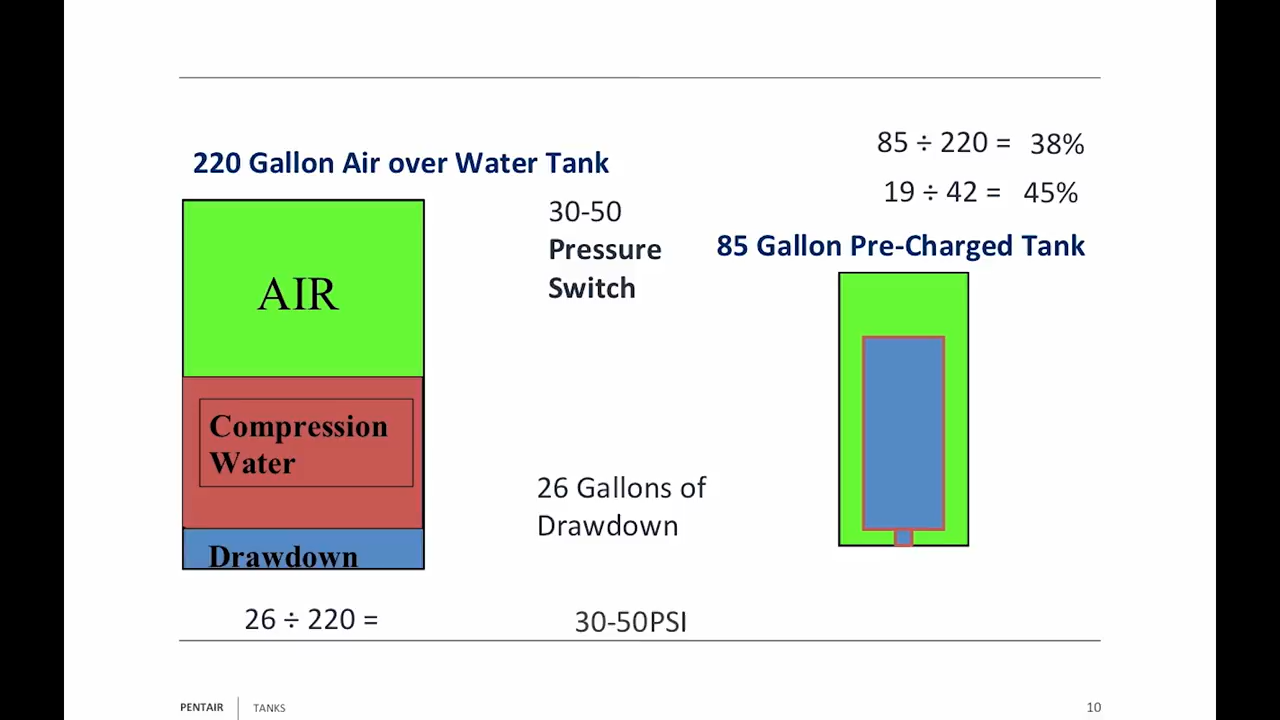 85 ÷ 220 = 38%
220 Gallon Air over Water Tank
19 ÷ 42 = 45%
30-50
Pressure
Switch
85 Gallon Pre-Charged Tank
AIR
Compression
Water
26 Gallons of
Drawdown
Drawdown
26 ÷ 220 =
30-50PSI
PENTAIR
TANKS
10